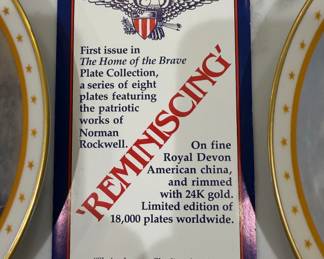 First issue in
The Home of the Brave
Plate Collection,
a series of eight
plates featuring
the patriotic
works of
Norman
Rockwell.
'REMINISCING'
On fine
Royal Devon
American china,
and rimmed
with 24K gold.
Limited edition of
18,000 plates worldwide.